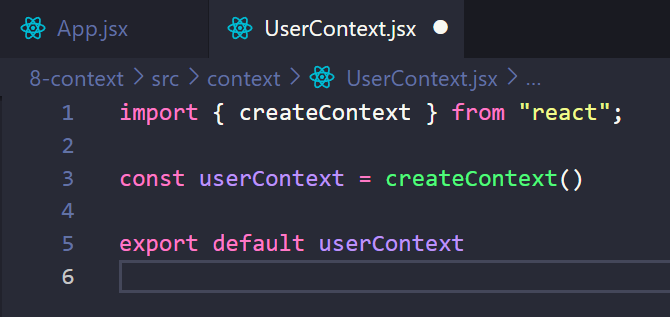 App.jsx UserContext.jsx
8-context > src > context > UserContext.jsx > ...
1 import { createContext } from "react";
2
3 const userContext = createContext()
4
5 export default userContext
6